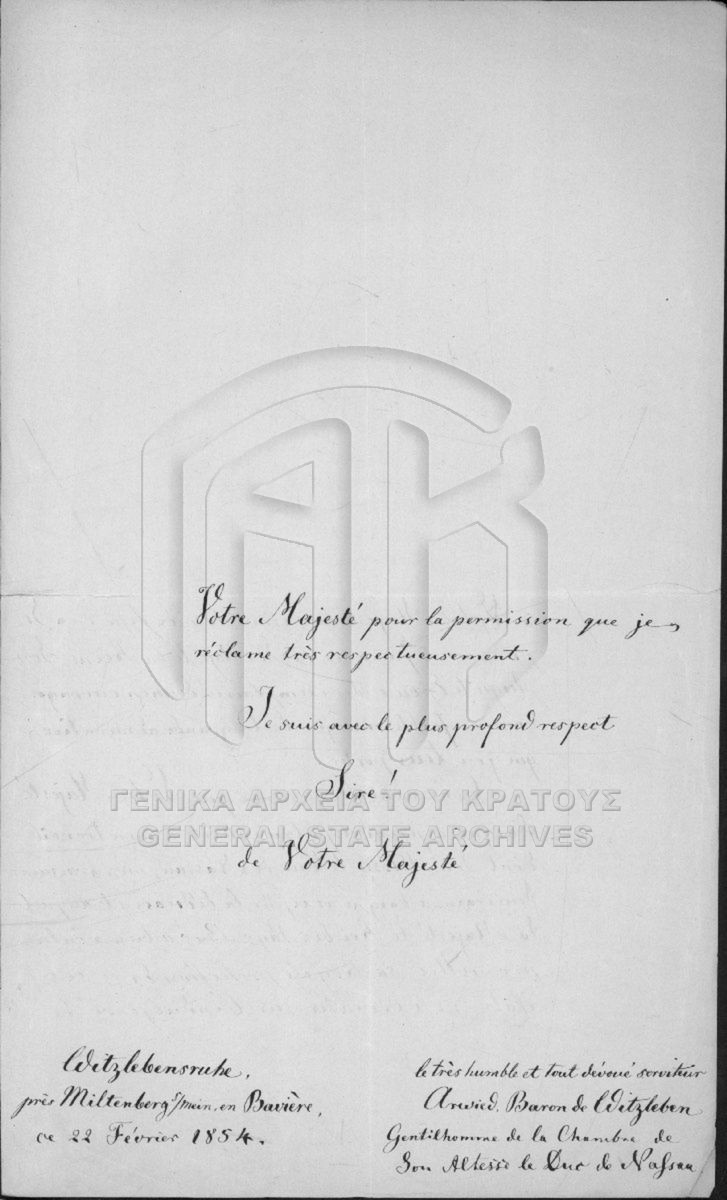 Votre Majesté pour la permission que je
réclame très respectueusement.
Je suis avec le plus profond respect
Sire!
ΓΕΝΙΚΑ ΑΡΧΕΙΑ ΤΟΥ ΚΡΑΤΟΥΣ
GENERAL STATE ARCHIVES
de Votre Majesté
Witzlebensruhe,
près Miltenberg s/mein, en Bavière,
ce 22 Février 1854.
le très humble et tout dévoué serviteur
Arwied, Baron de Witzleben
Gentilhomme de la Chambre de
Son Altesse le Duc de Nassau